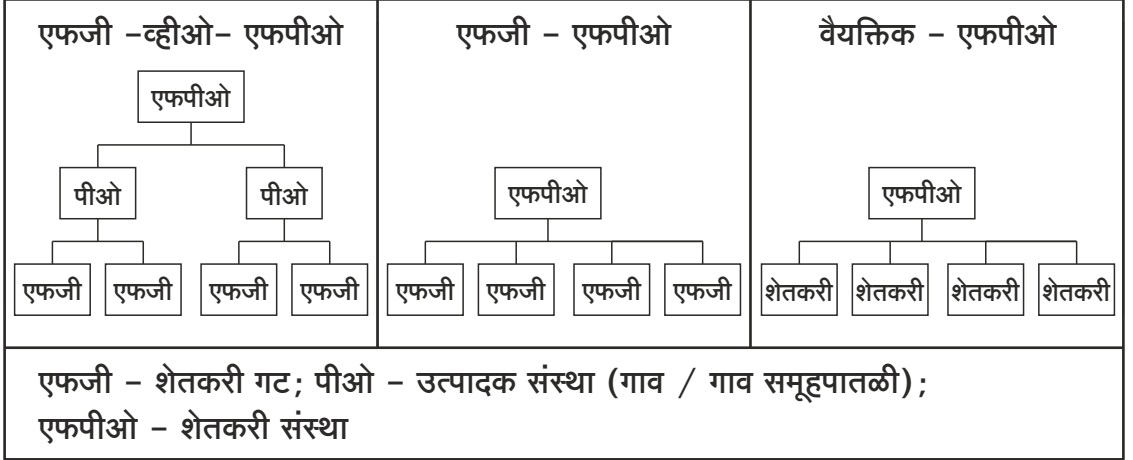 एफजी –व्हीओ– एफपीओ
एफपीओ
पीओ पीओ
एफजी एफजी एफजी एफजी
एफजी – एफपीओ
एफपीओ
एफजी एफजी एफजी एफजी
वैयक्तिक – एफपीओ
एफपीओ
शेतकरी शेतकरी शेतकरी शेतकरी
एफजी – शेतकरी गट; पीओ – उत्पादक संस्था (गाव / गाव समूहपातळी);
एफपीओ – शेतकरी संस्था